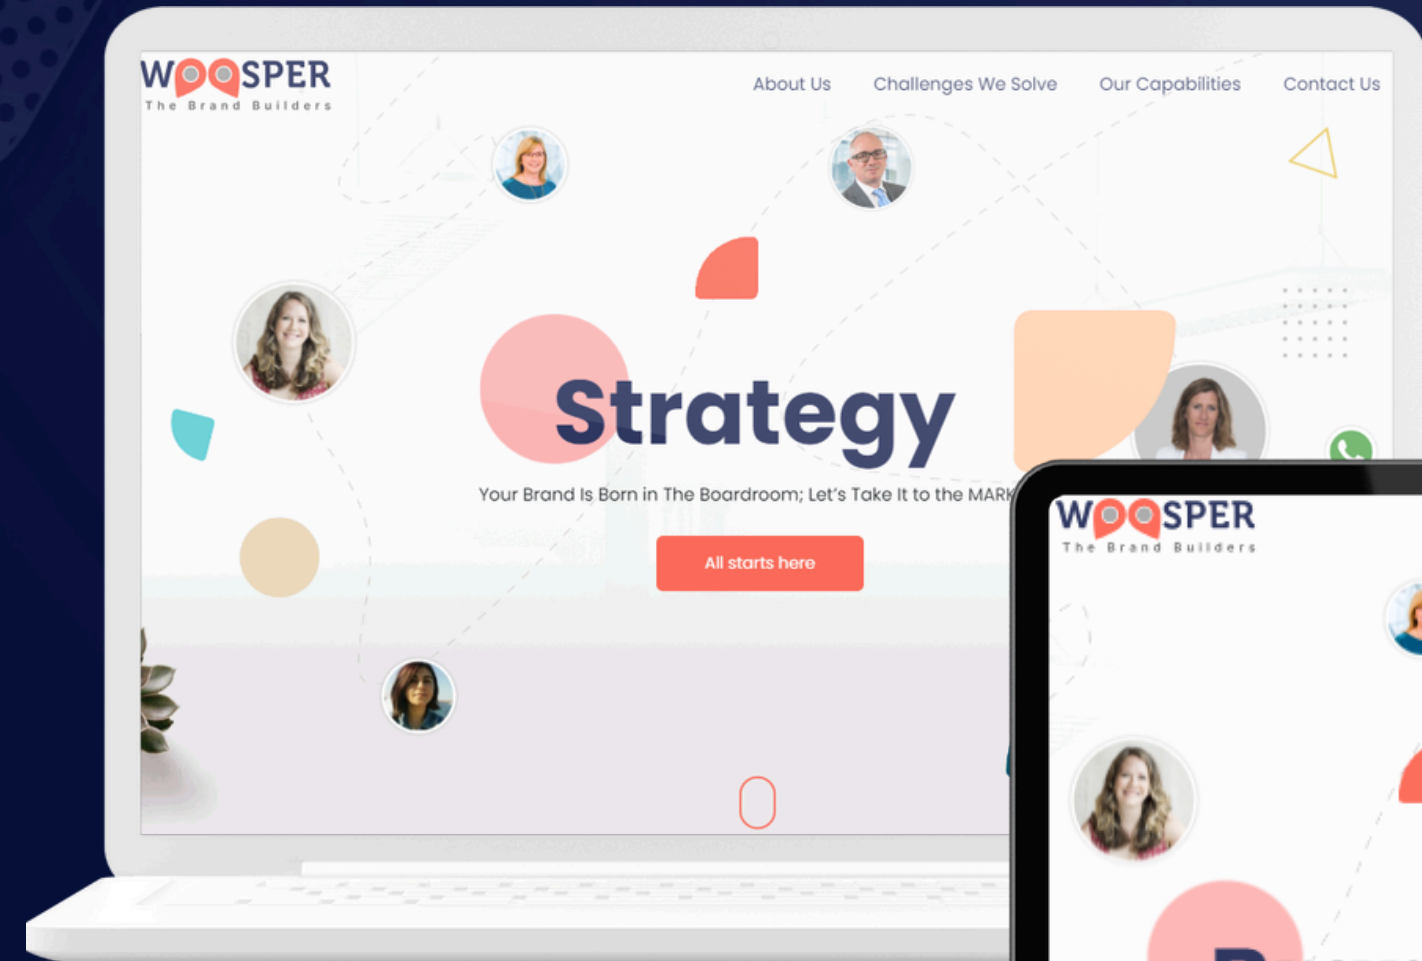 WOOSPER
The Brand Builders
About Us Challenges We Solve Our Capabilities Contact Us
Strategy
Your Brand Is Born in The Boardroom; Let's Take It to the MARK
All starts here
WOOSPER
The Brand Builders